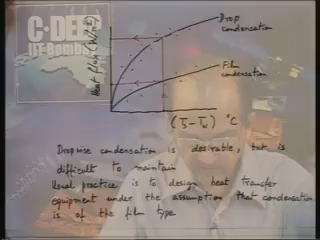 C·DEEP
IIT Bombay
Heat flux (W/m²)
Drop
condensation
Film
condensation
(Ts - Tw) °C
Dropwise condensation is desirable, but is
difficult to maintain
Usual practice is to design heat transfer
equipment under the assumption that condensation
is of the film type